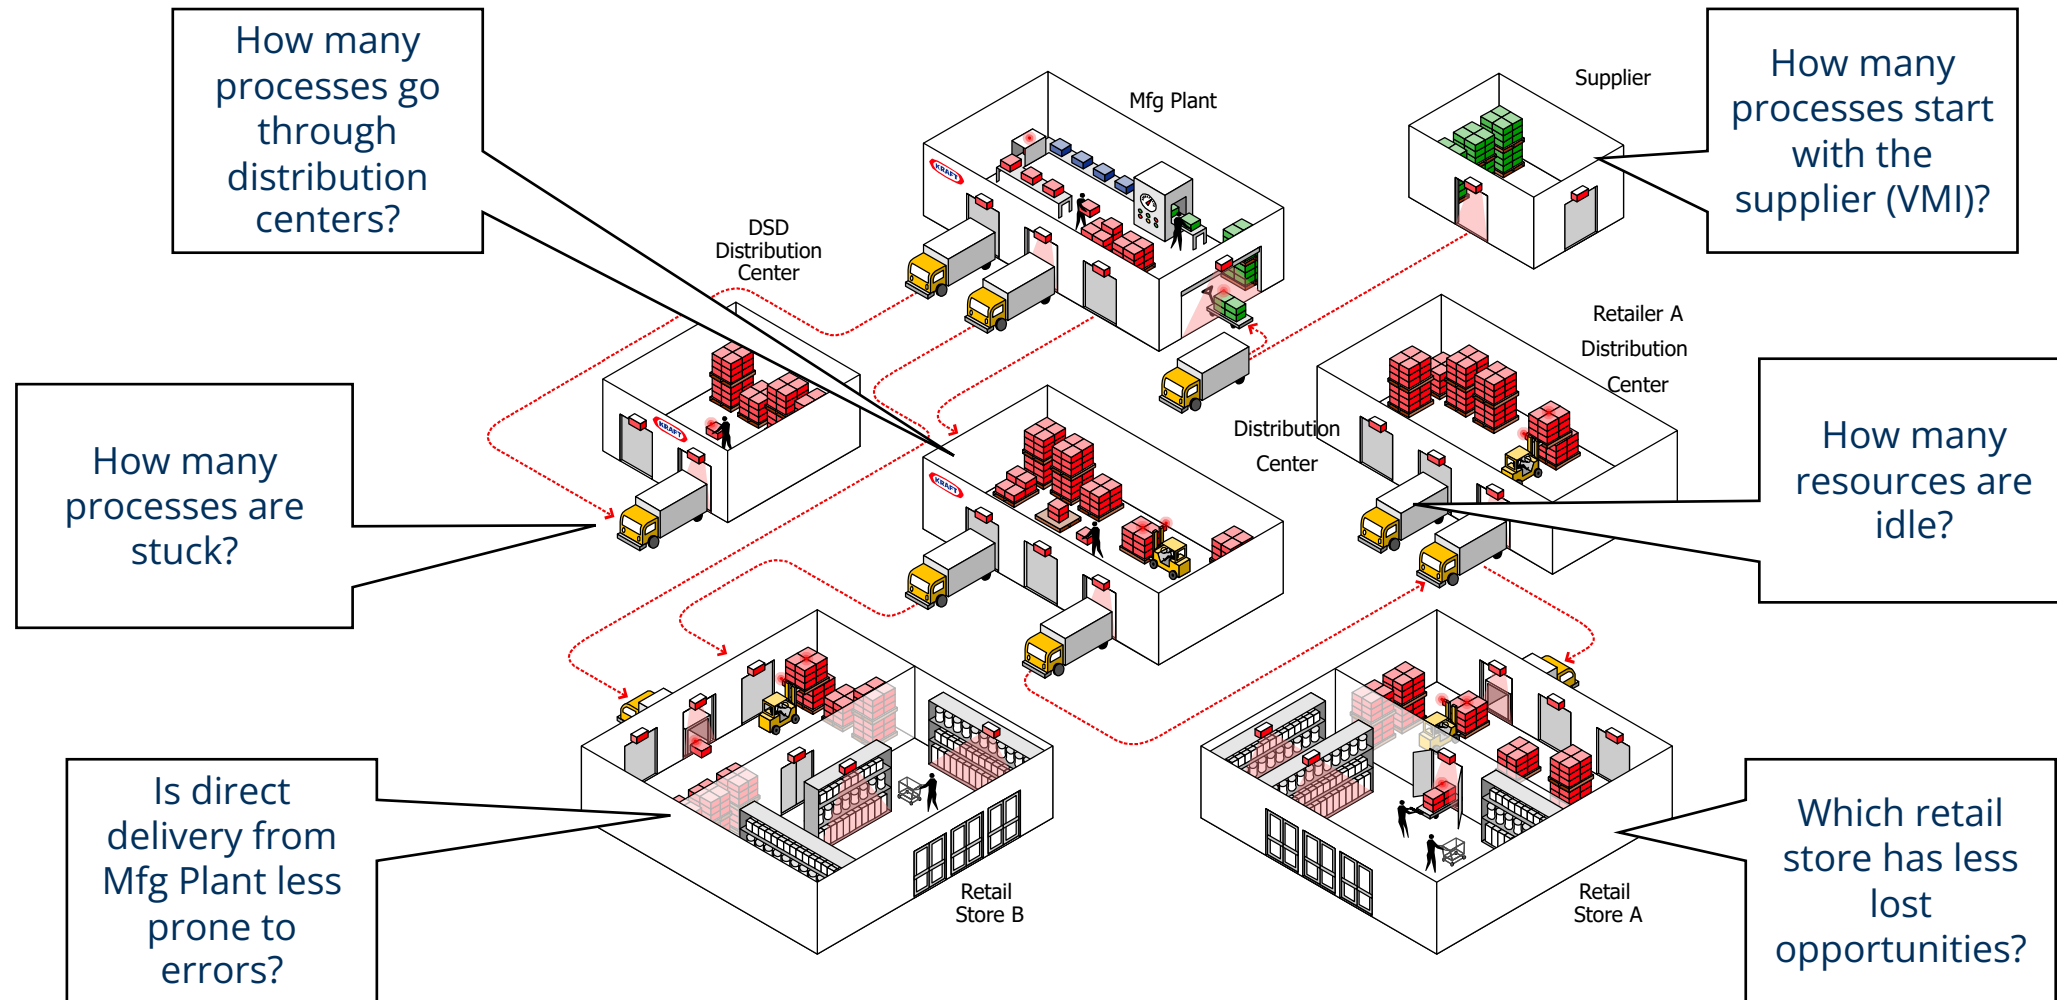 How many
processes go
through
distribution
centers?
Mfg Plant
Supplier
How many
processes start
with the
supplier (VMI)?
KRAFT
DSD
Distribution
Center
Retailer A
Distribution
Center
How many
processes are
stuck?
KRAFT
Distribution
Center
KRAFT
How many
resources are
idle?
Is direct
delivery from
Mfg Plant less
prone to
errors?
Retail
Store B
Retail
Store A
Which retail
store has less
lost
opportunities?